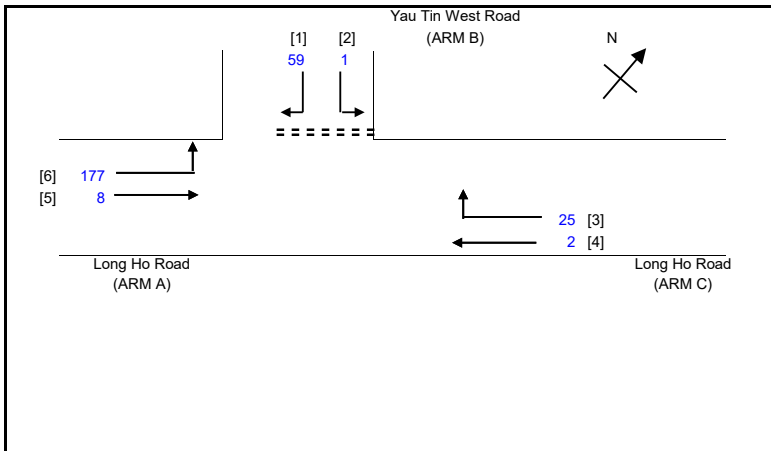 Yau Tin West Road
[1] [2] (ARM B) N
59 1
[6] 177
[5] 8
25 [3]
2 [4]
Long Ho Road Long Ho Road
(ARM A) (ARM C)